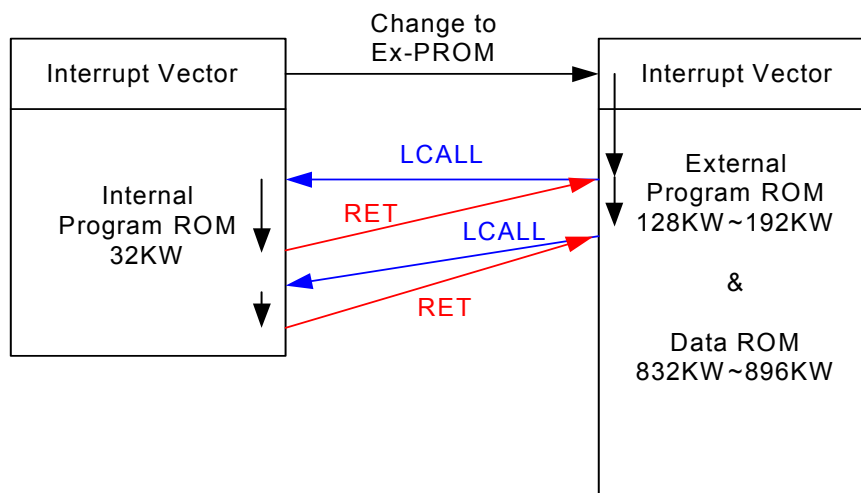 Change to
Ex-PROM
Interrupt Vector
Interrupt Vector
LCALL
Internal
Program ROM
32KW
RET
LCALL
RET
External
Program ROM
128KW~192KW
&
Data ROM
832KW~896KW